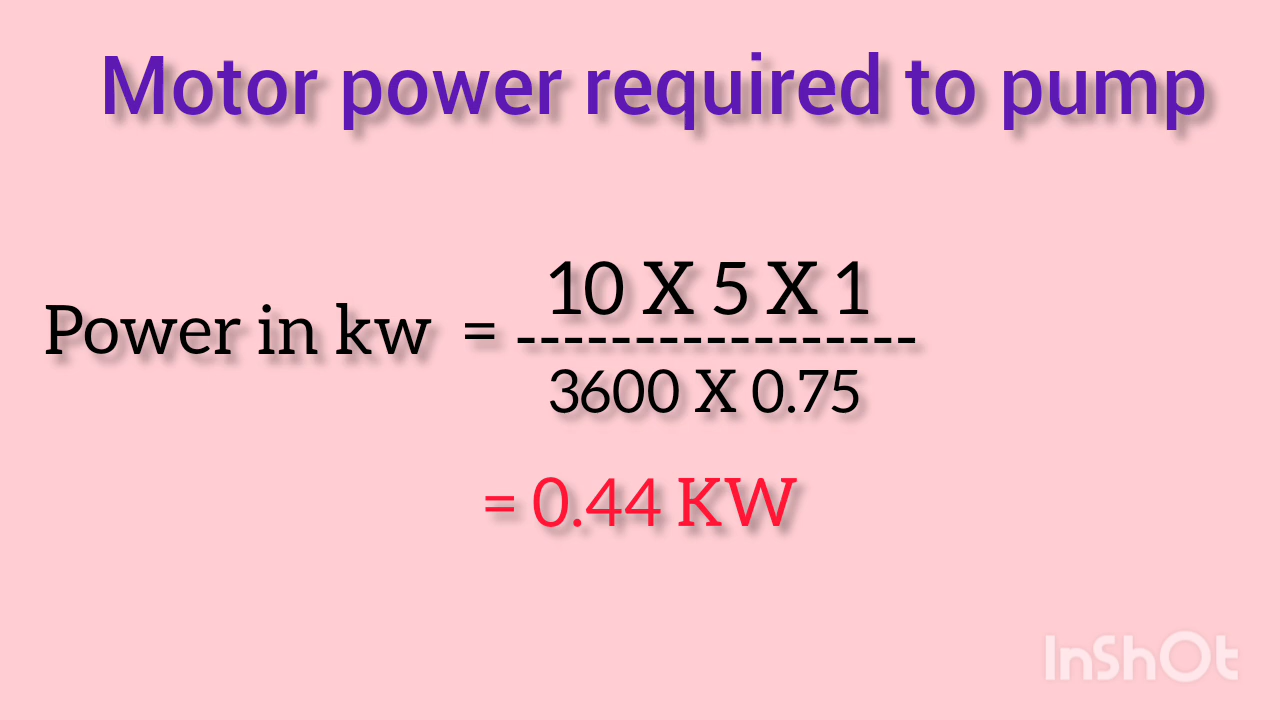 Motor power required to pump
10 X 5 X 1
Power in kw = -----------------
3600 X 0.75
= 0.44 KW
InShOt